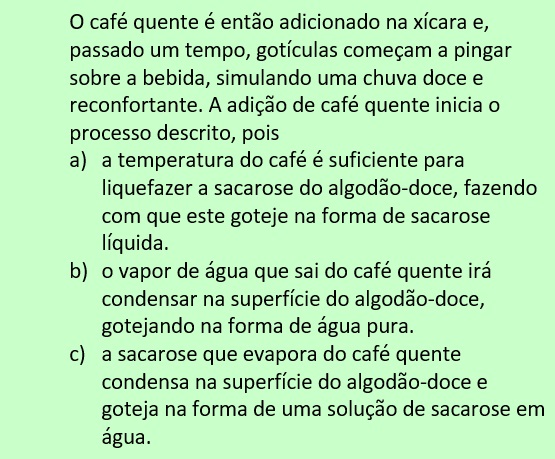 O café quente é então adicionado na xícara e,
passado um tempo, gotículas começam a pingar
sobre a bebida, simulando uma chuva doce e
reconfortante. A adição de café quente inicia o
processo descrito, pois
a) a temperatura do café é suficiente para
liquefazer a sacarose do algodão-doce, fazendo
com que este goteje na forma de sacarose
líquida.
b) o vapor de água que sai do café quente irá
condensar na superfície do algodão-doce,
gotejando na forma de água pura.
c) a sacarose que evapora do café quente
condensa na superfície do algodão-doce e
goteja na forma de uma solução de sacarose em
água.